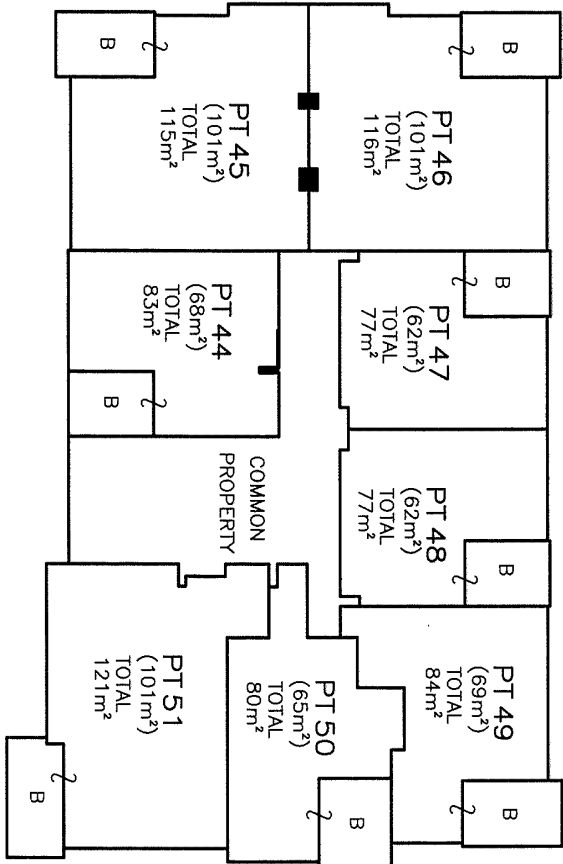 B
PT 45
(101m²)
TOTAL
115m²
B
PT 46
(101m²)
TOTAL
116m²
PT 44
(68m²)
TOTAL
83m²
B
B
PT 47
(62m²)
TOTAL
77m²
PT 48
(62m²)
TOTAL
77m²
B
COMMON
PROPERTY
PT 49
(69m²)
TOTAL
84m²
B
PT 50
(65m²)
TOTAL
80m²
B
PT 51
(101m²)
TOTAL
121m²
B